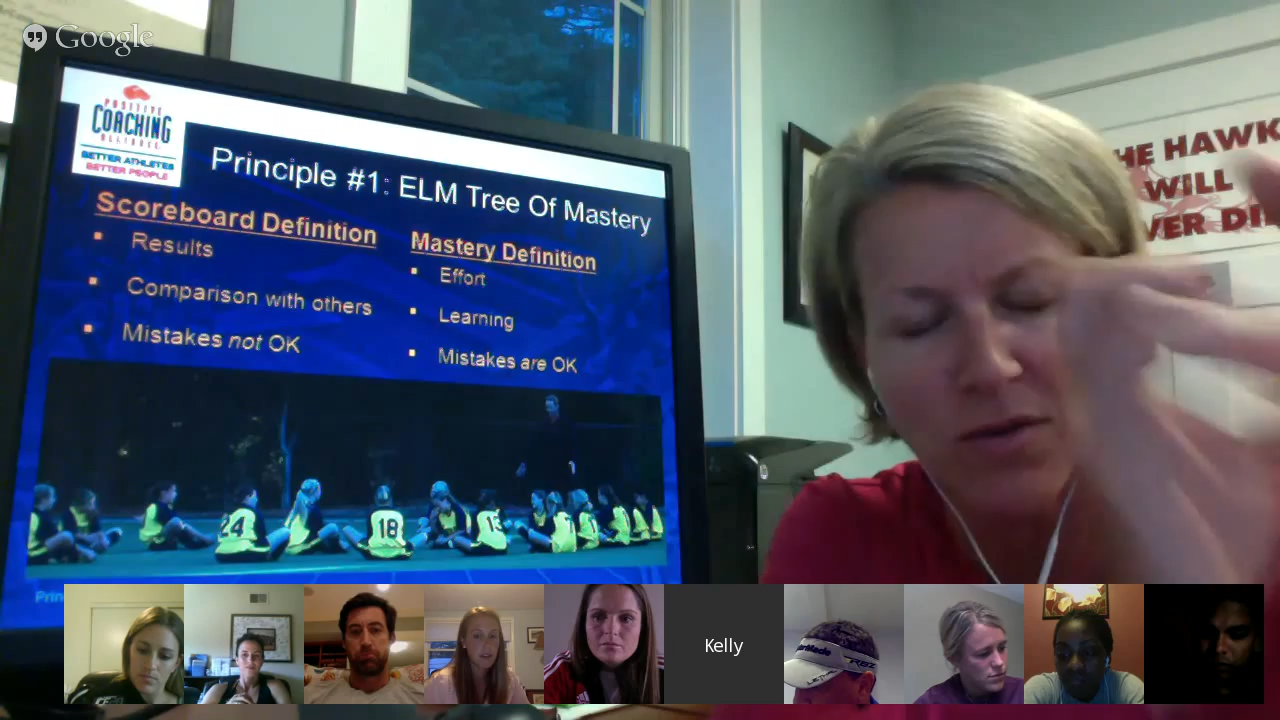 Google
POSITIVE
COACHING
ALLIANCE
BETTER ATHLETES
BETTER PEOPLE
Principle #1: ELM Tree Of Mastery
Scoreboard Definition
▪ Results
▪ Comparison with others
▪ Mistakes not OK
Mastery Definition
▪ Effort
▪ Learning
▪ Mistakes are OK
24
18
13
HE HAWK
WILL
VER DI
Prin
Kelly